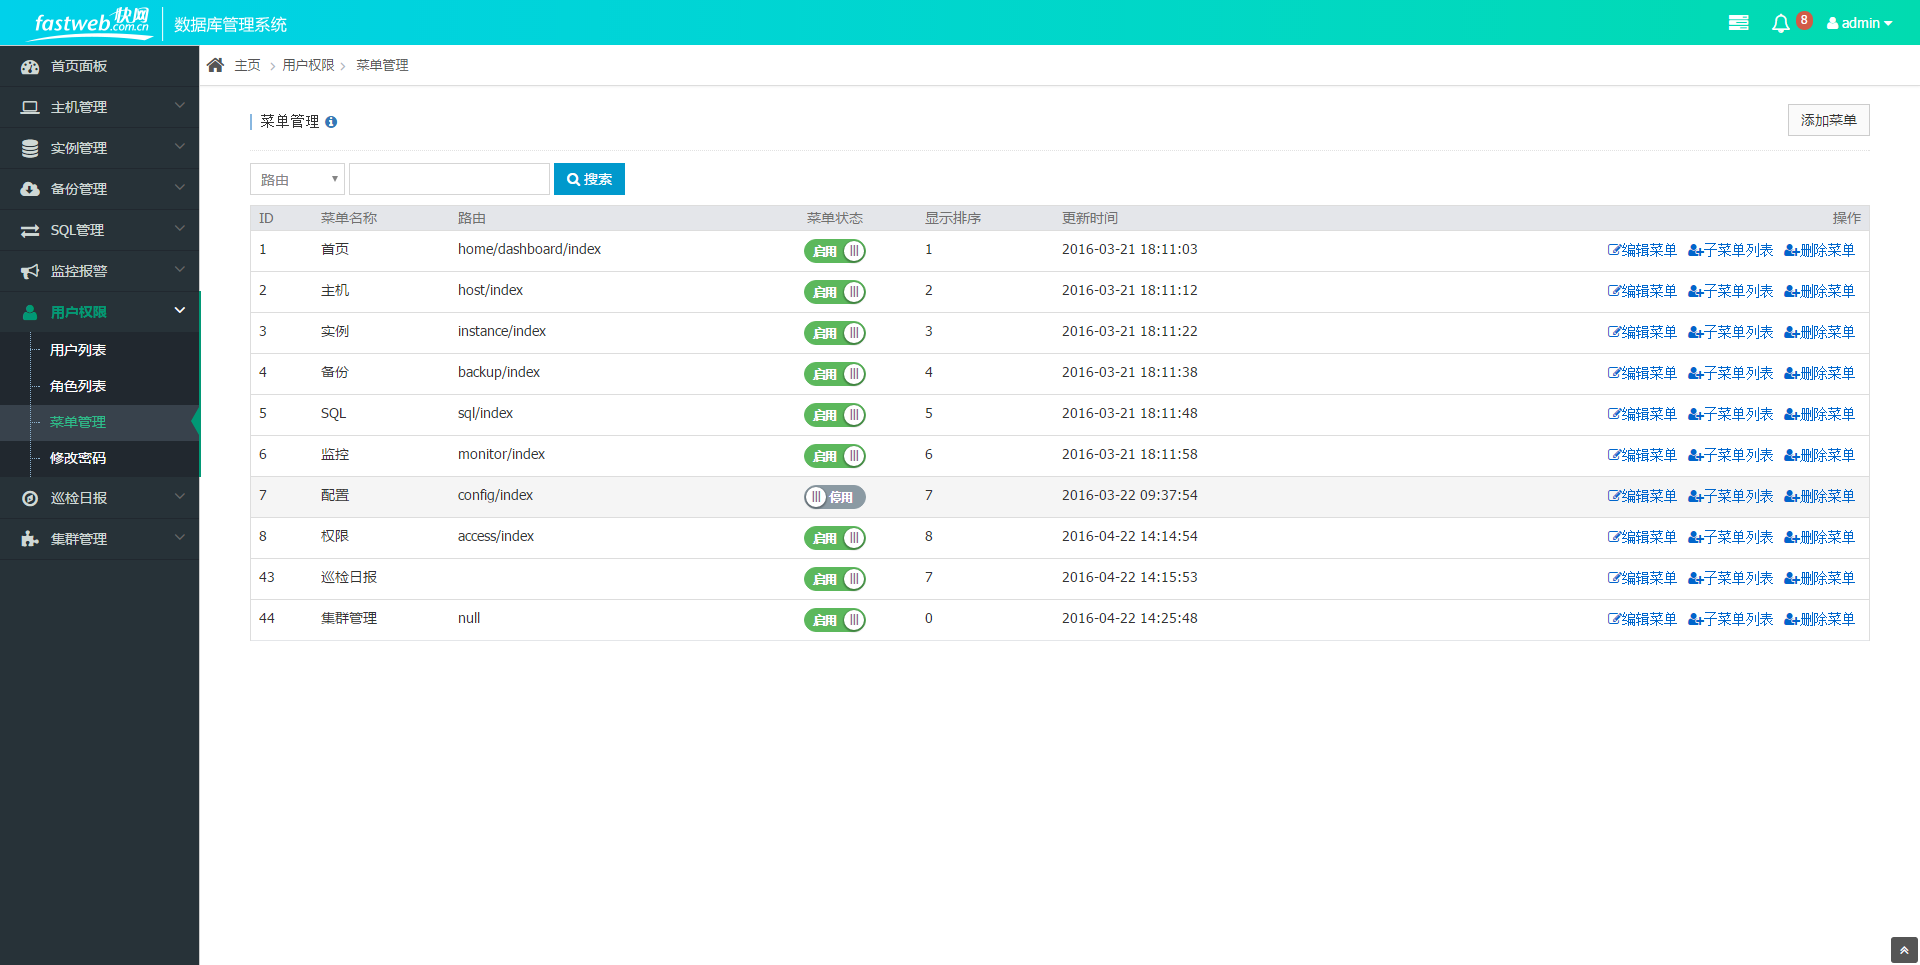 fastweb快网 .com.cn 数据库管理系统 8 admin
首页面板
主机管理
实例管理
备份管理
SQL管理
监控报警
用户权限
用户列表
角色列表
菜单管理
修改密码
巡检日报
集群管理
主页 用户权限 菜单管理
菜单管理 添加菜单
路由 搜索
ID 菜单名称 路由 菜单状态 显示排序 更新时间 操作
1 首页 home/dashboard/index 启用 1 2016-03-21 18:11:03 编辑菜单 子菜单列表 删除菜单
2 主机 host/index 启用 2 2016-03-21 18:11:12 编辑菜单 子菜单列表 删除菜单
3 实例 instance/index 启用 3 2016-03-21 18:11:22 编辑菜单 子菜单列表 删除菜单
4 备份 backup/index 启用 4 2016-03-21 18:11:38 编辑菜单 子菜单列表 删除菜单
5 SQL sql/index 启用 5 2016-03-21 18:11:48 编辑菜单 子菜单列表 删除菜单
6 监控 monitor/index 启用 6 2016-03-21 18:11:58 编辑菜单 子菜单列表 删除菜单
7 配置 config/index 停用 7 2016-03-22 09:37:54 编辑菜单 子菜单列表 删除菜单
8 权限 access/index 启用 8 2016-04-22 14:14:54 编辑菜单 子菜单列表 删除菜单
43 巡检日报 启用 7 2016-04-22 14:15:53 编辑菜单 子菜单列表 删除菜单
44 集群管理 null 启用 0 2016-04-22 14:25:48 编辑菜单 子菜单列表 删除菜单